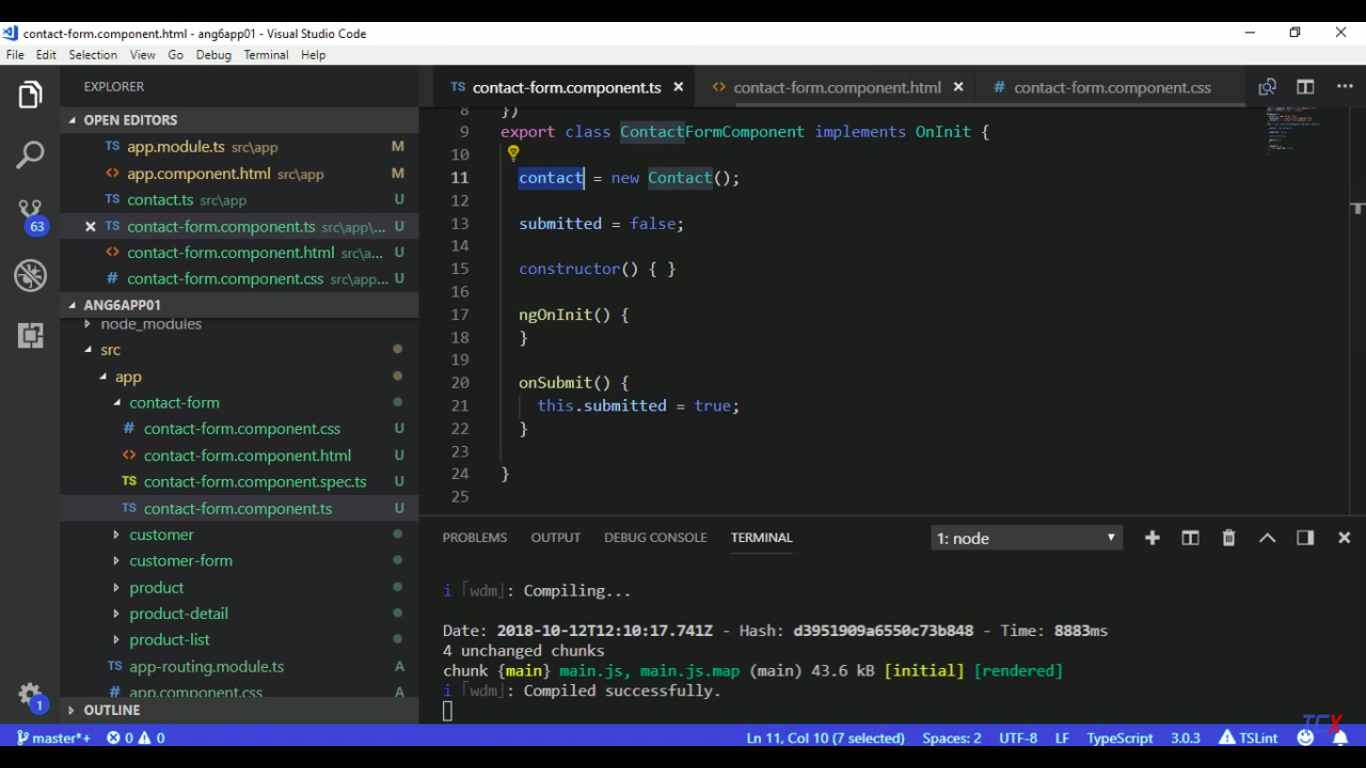 contact-form.component.html - ang6app01 - Visual Studio Code
File Edit Selection View Go Debug Terminal Help
EXPLORER
OPEN EDITORS
TS app.module.ts src\app M
<> app.component.html src\app M
TS contact.ts src\app U
TS contact-form.component.ts src\app\... U
<> contact-form.component.html src\a... U
# contact-form.component.css src\app... U
63
ANG6APP01
node_modules
src
app
contact-form
# contact-form.component.css U
<> contact-form.component.html U
TS contact-form.component.spec.ts U
TS contact-form.component.ts U
customer
customer-form
product
product-detail
product-list
TS app-routing.module.ts A
# app.component.css A
OUTLINE
1
TS contact-form.component.ts <> contact-form.component.html # contact-form.component.css
8 })
9 export class ContactFormComponent implements OnInit {
10
11 contact = new Contact();
12
13 submitted = false;
14
15 constructor() { }
16
17 ngOnInit() {
18 }
19
20 onSubmit() {
21 this.submitted = true;
22 }
23
24 }
25
PROBLEMS OUTPUT DEBUG CONSOLE TERMINAL 1: node
i ｢wdm｣: Compiling...
Date: 2018-10-12T12:10:17.741Z - Hash: d3951909a6550c73b848 - Time: 8883ms
4 unchanged chunks
chunk {main} main.js, main.js.map (main) 43.6 kB [initial] [rendered]
i ｢wdm｣: Compiled successfully.
TCX
master*+ 0 0 Ln 11, Col 10 (7 selected) Spaces: 2 UTF-8 LF TypeScript 3.0.3 TSLint